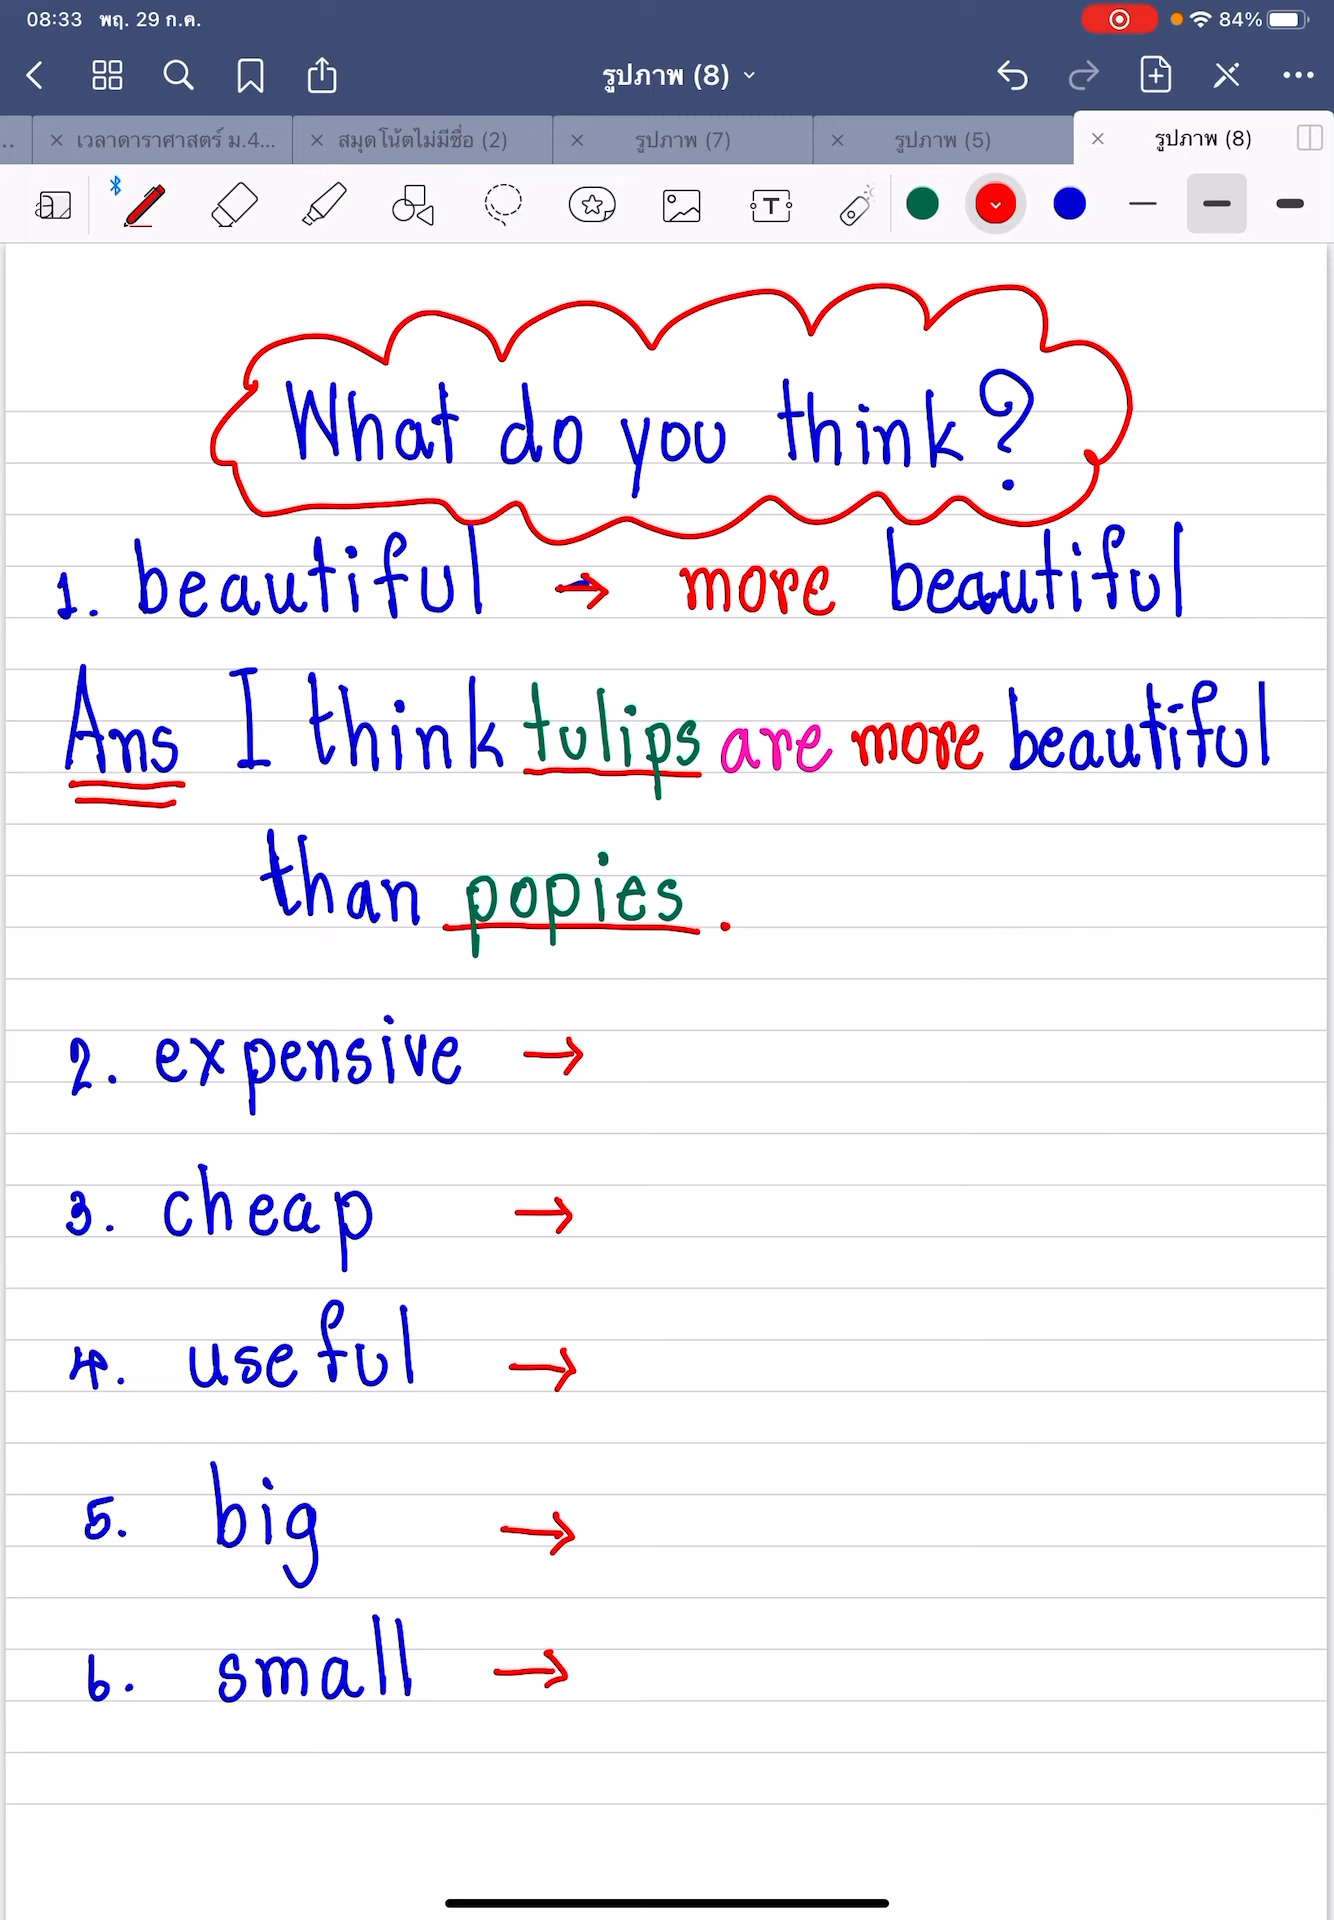 08:33 พฤ. 29 ก.ค. 84%
รูปภาพ (8)
เวลาดาราศาสตร์ ม.4... สมุดโน้ตไม่มีชื่อ (2) รูปภาพ (7) รูปภาพ (5) รูปภาพ (8)
What do you think?
1. beautiful → more beautiful
Ans I think tulips are more beautiful
than popies.
2. expensive →
3. cheap →
4. useful →
5. big →
6. small →